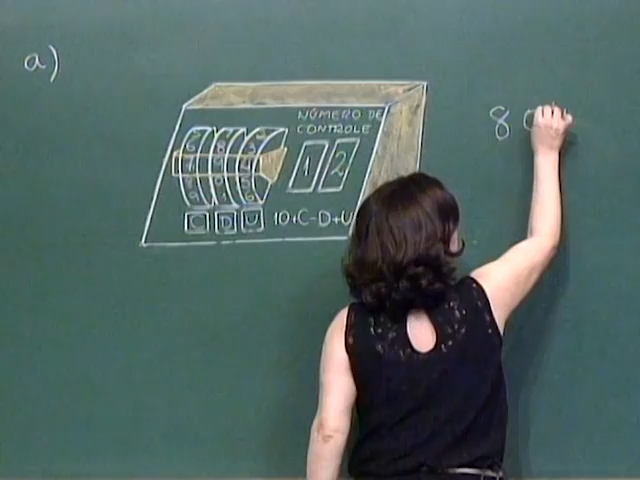 a)
NÚMERO DE
CONTROLE
1 2
C D U 10+C-D+U
8